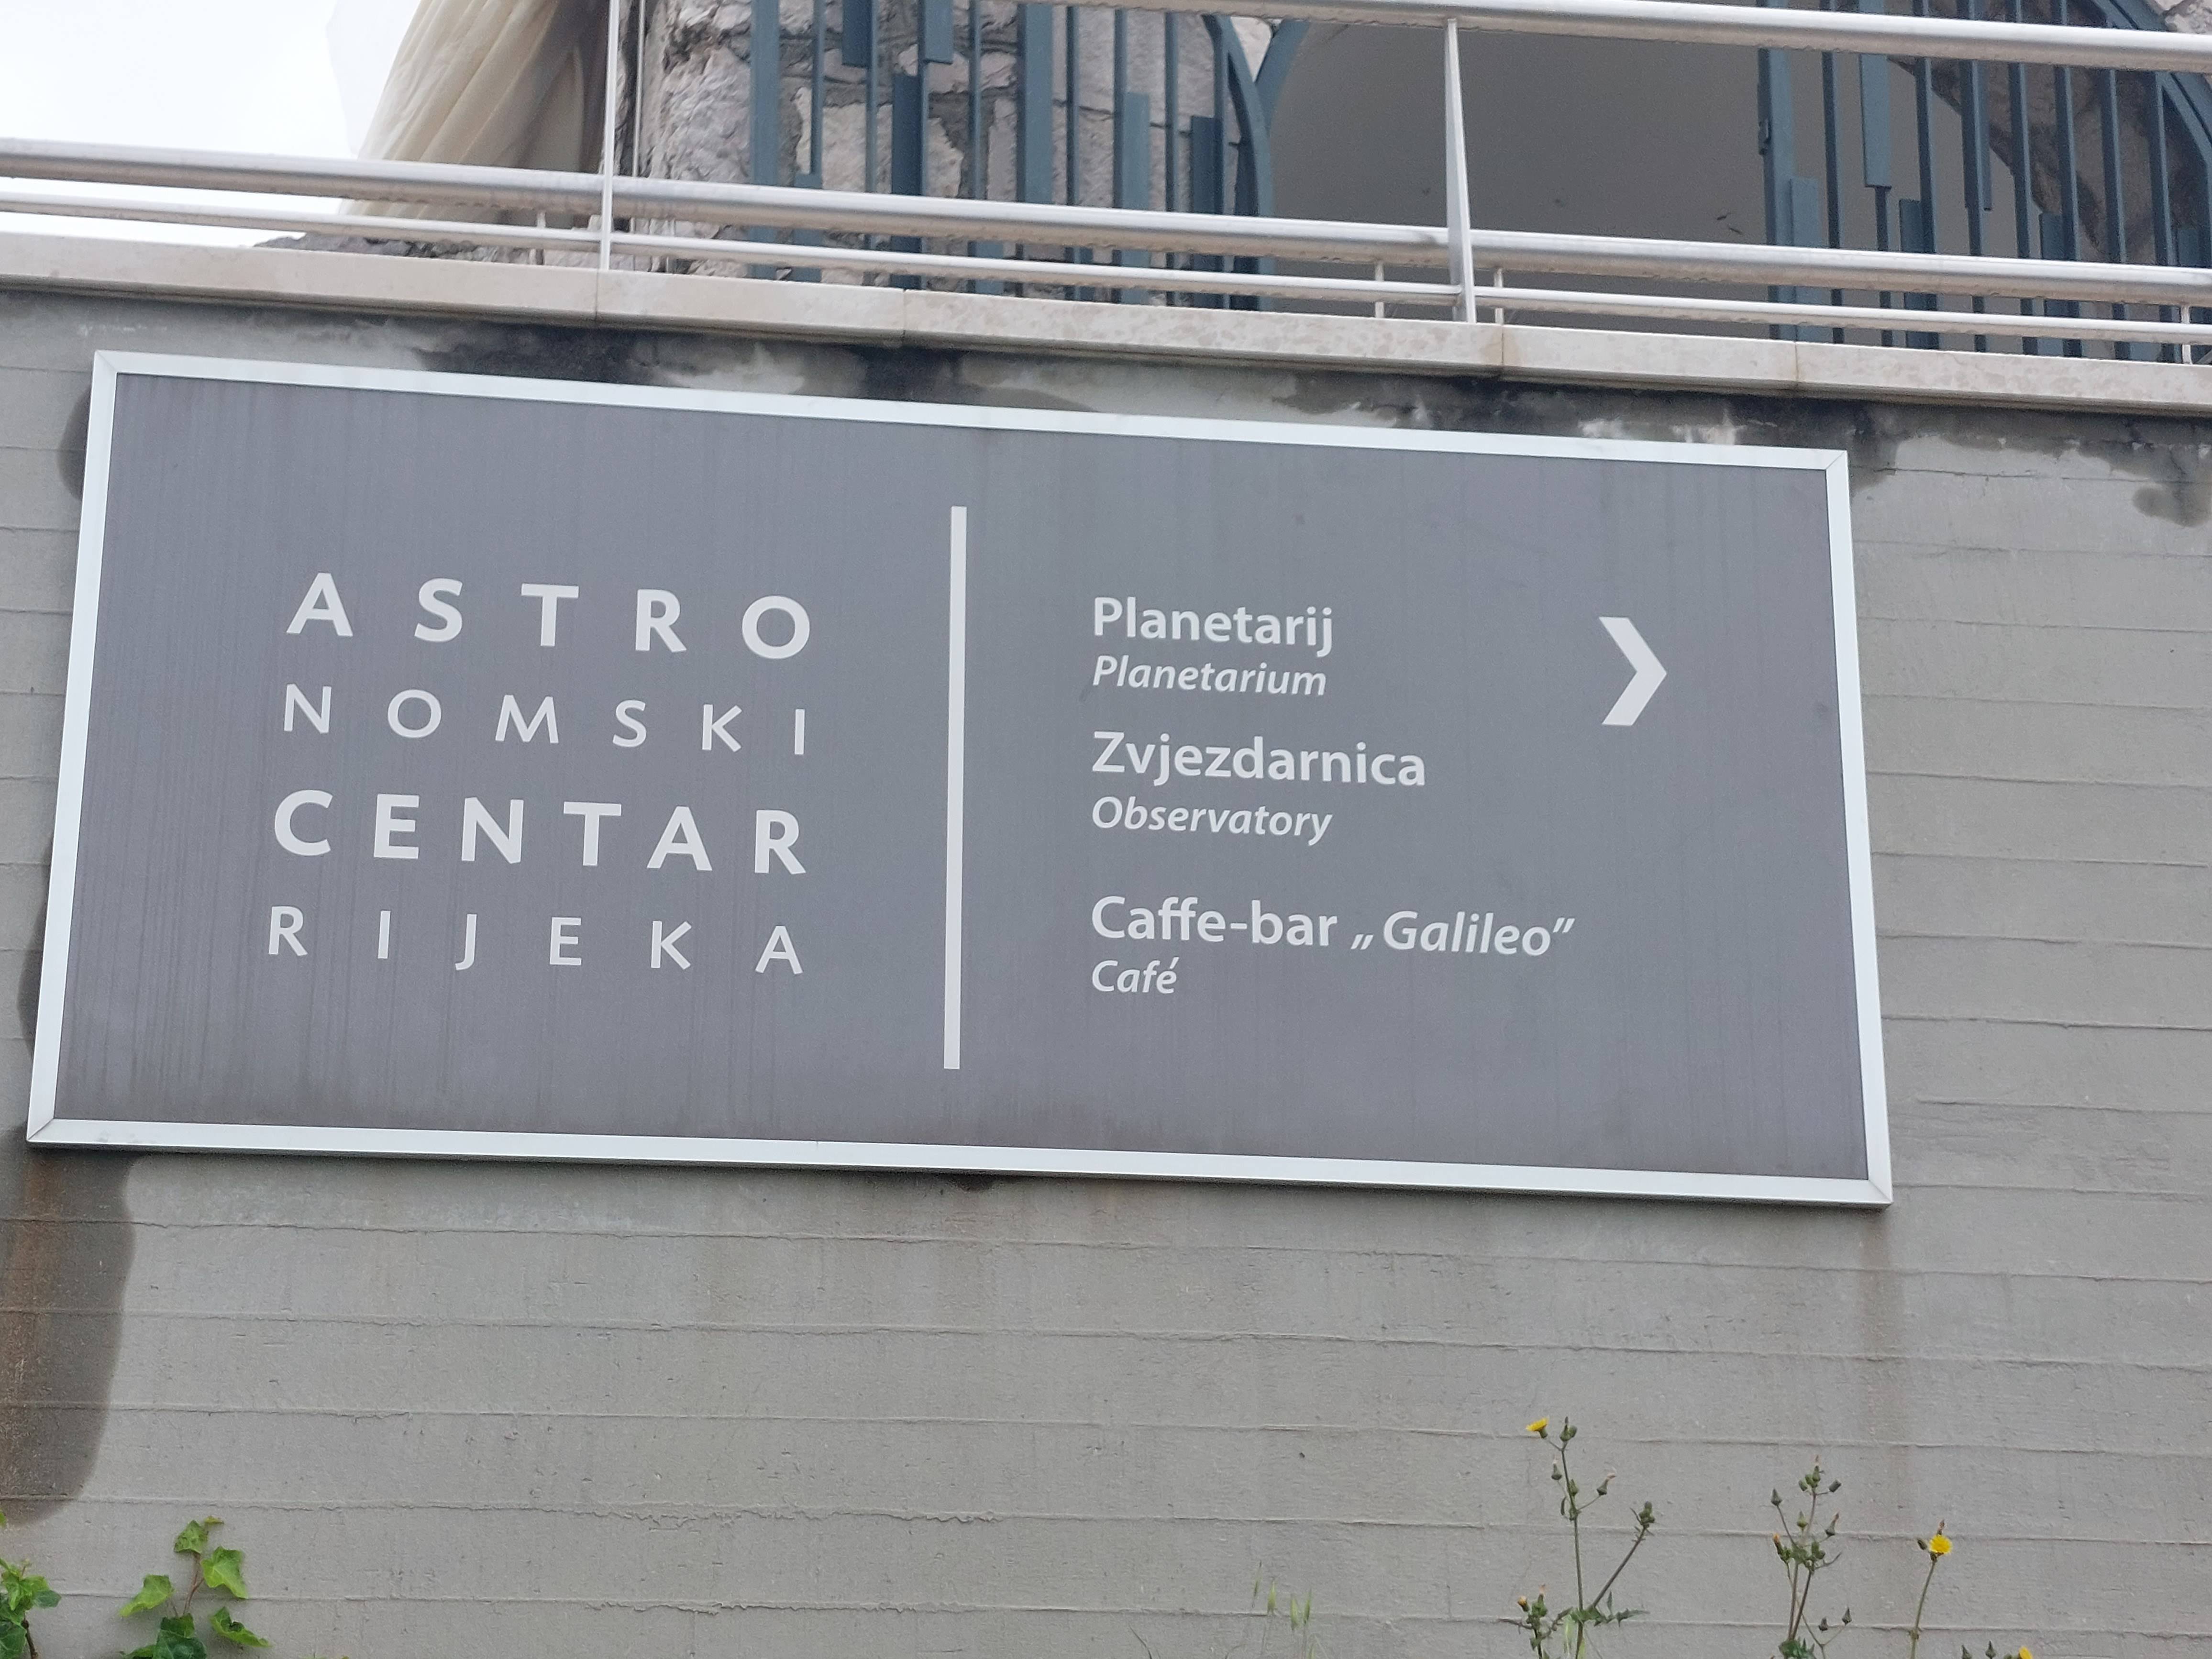 ASTRO
NOMSKI
CENTAR
RIJEKA
Planetarij
Planetarium
Zvjezdarnica
Observatory
Caffe-bar „Galileo”
Café